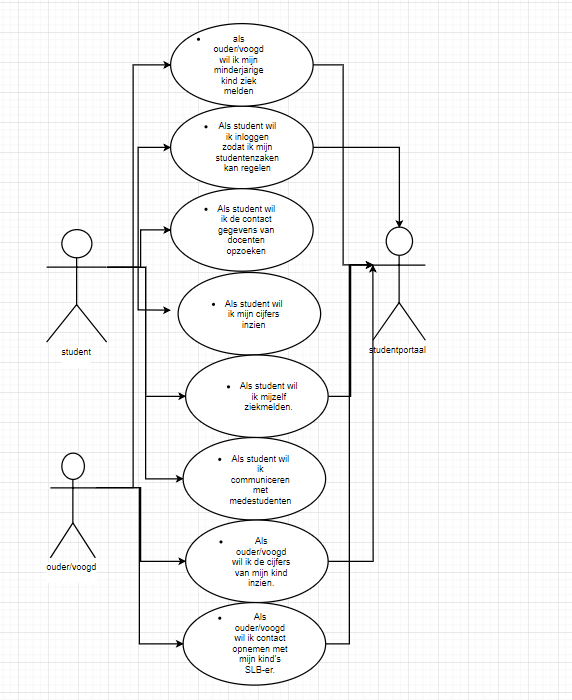 • als
ouder/voogd
wil ik mijn
minderjarige
kind ziek
melden
• Als student wil
ik inloggen
zodat ik mijn
studentenzaken
kan regelen
• Als student wil
ik de contact
gegevens van
docenten
opzoeken
• Als student wil
ik mijn cijfers
inzien
• Als student wil
ik mijzelf
ziekmelden.
• Als student wil
ik
communiceren
met
medestudenten
• Als
ouder/voogd
wil ik de cijfers
van mijn kind
inzien.
• Als
ouder/voogd
wil ik contact
opnemen met
mijn kind's
SLB-er.
student
ouder/voogd
studentportaal